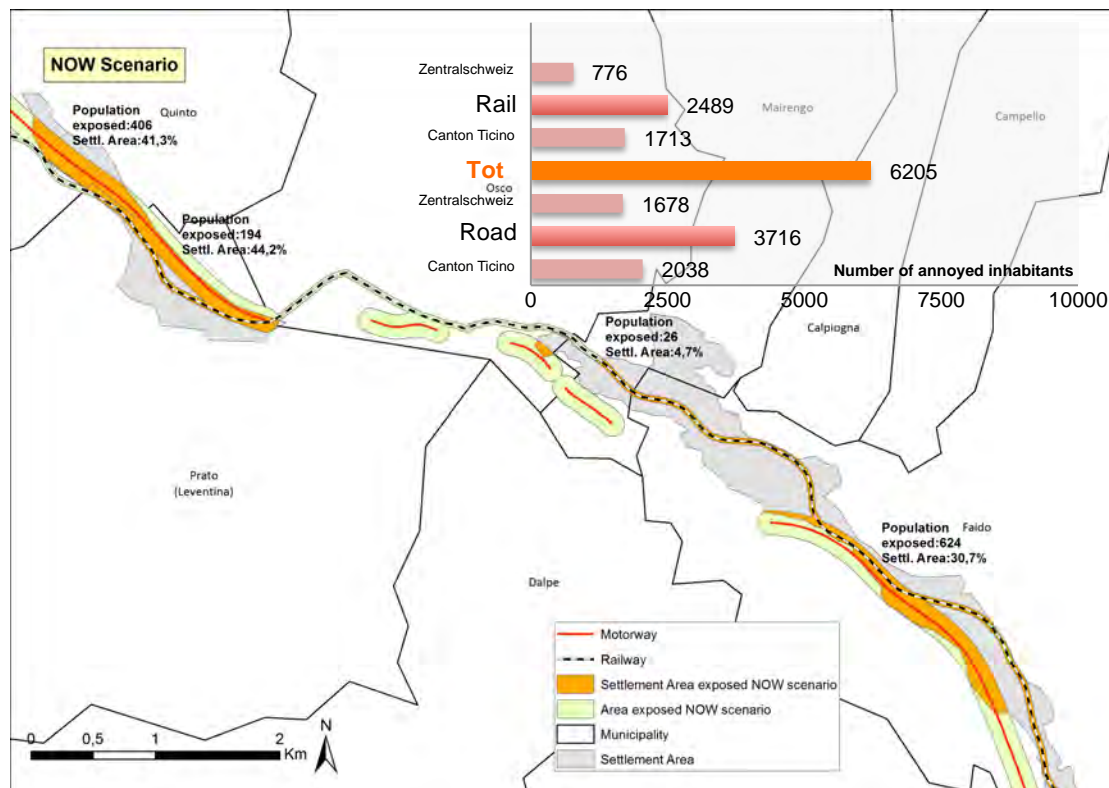 NOW Scenario
Quinto
Population
exposed:406
Settl. Area:41,3%
Population
exposed:194
Settl. Area:44,2%
Zentralschweiz
776
Rail
2489
Canton Ticino
1713
Tot
6205
Osco
Zentralschweiz
1678
Road
3716
Canton Ticino
2038
Number of annoyed inhabitants
0 2500 5000 7500 10000
Mairengo
Campello
Population
exposed:26
Settl. Area:4,7%
Calpiogna
Prato
(Leventina)
Population
exposed:624
Settl. Area:30,7%
Faido
Dalpe
Motorway
Railway
Settlement Area exposed NOW scenario
Area exposed NOW scenario
Municipality
Settlement Area
0 0,5 1 2
Km
N